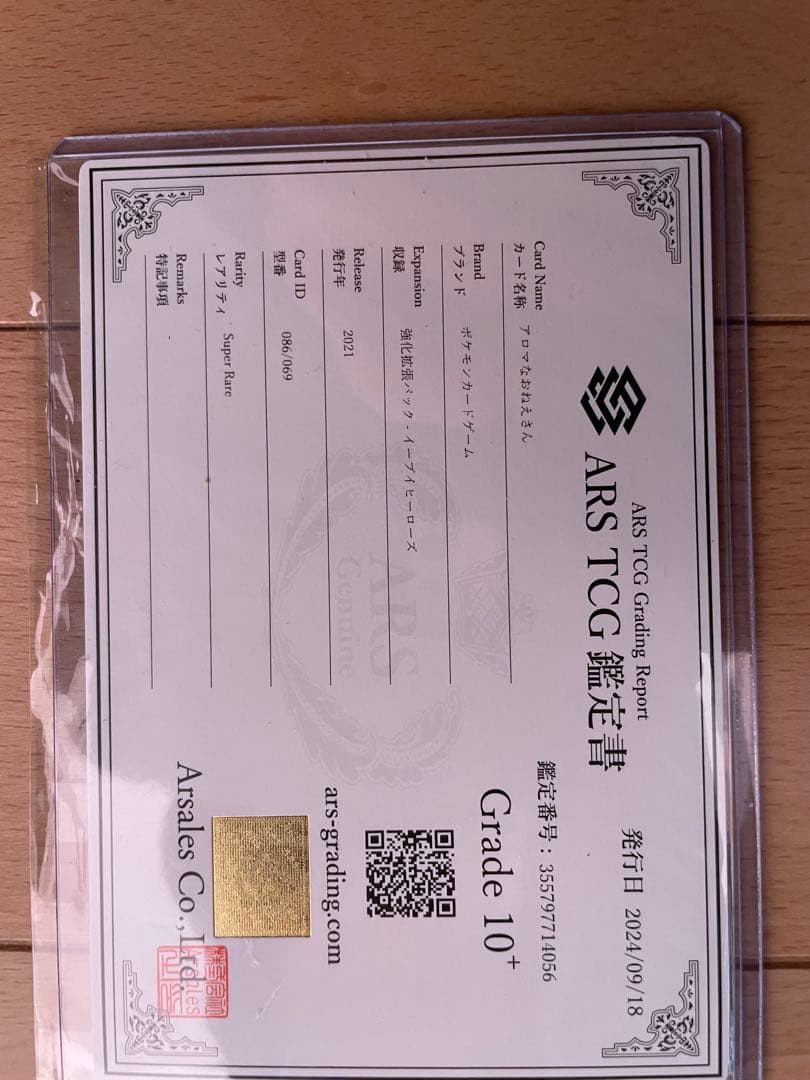 ARS TCG Grading Report
ARS TCG 鑑定書
発行日 2024/09/18
鑑定番号：355797714056
Card Name
カード名称 アロマなおねえさん
Brand
ブランド ポケモンカードゲーム
Expansion
収録 強化拡張パック - イーブイヒーローズ
Release
発行年 2021
Card ID
型番 086/069
Rarity
レアリティ Super Rare
Remarks
特記事項 -
Grade 10+
ars-grading.com
Arsales Co.,Ltd.
ARS
Genuine